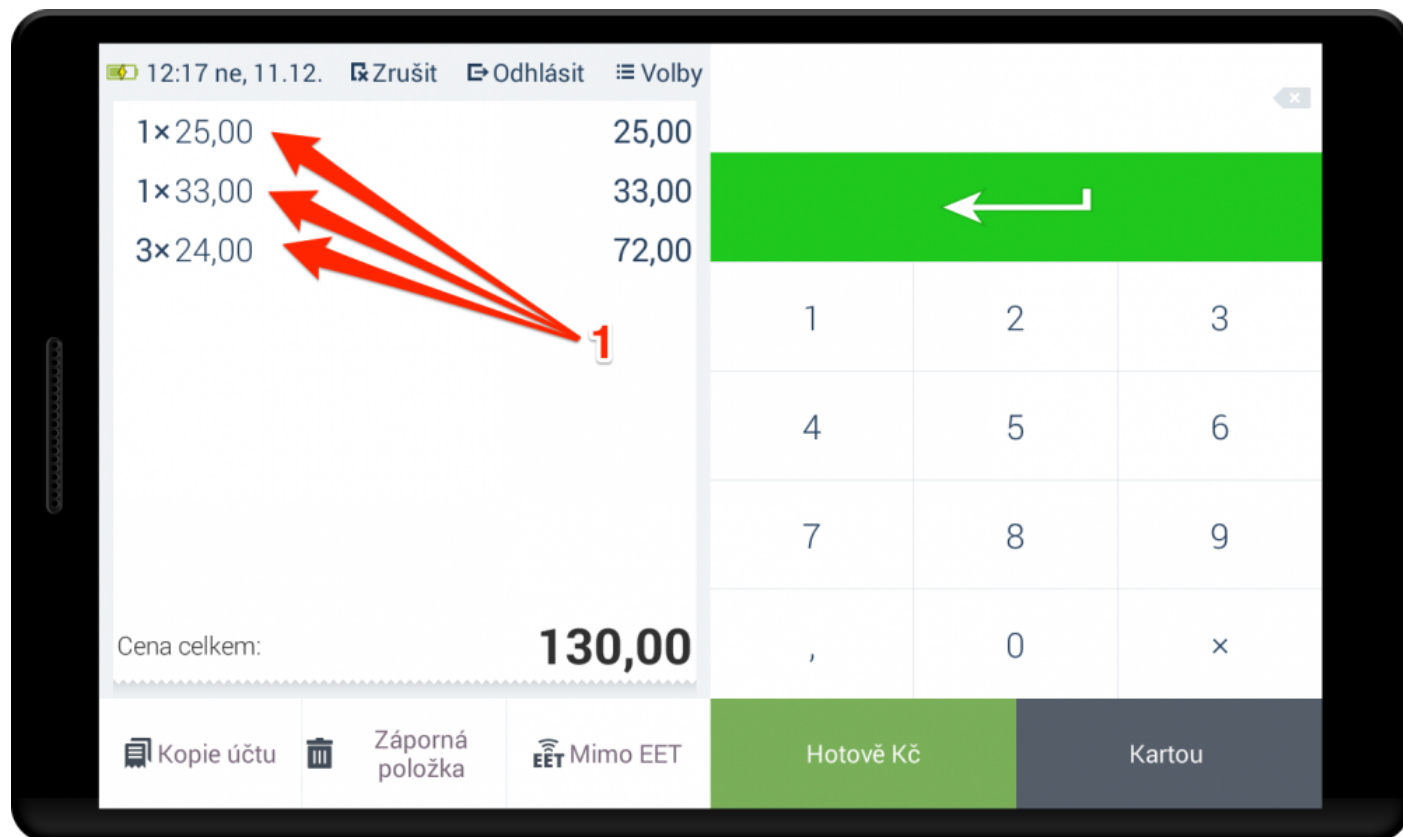 12:17 ne, 11.12. Zrušit Odhlásit Volby
1×25,00 25,00
1×33,00 33,00
3×24,00 72,00
1
Cena celkem: 130,00
Kopie účtu
Záporná
položka
EET Mimo EET
1 2 3
4 5 6
7 8 9
, 0 ×
Hotově Kč
Kartou